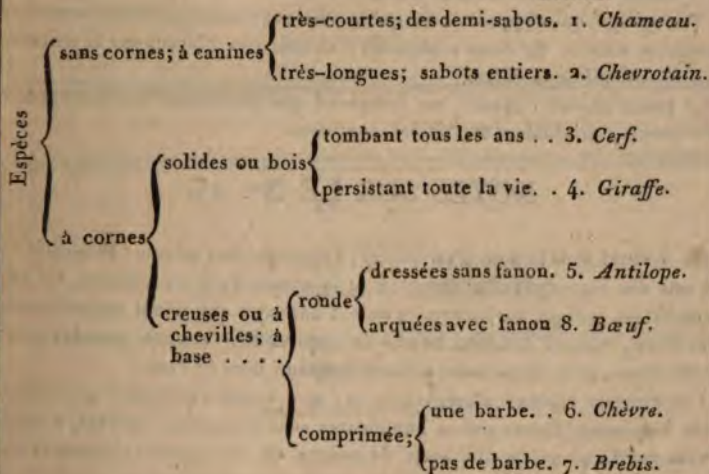 Espèces
sans cornes; à canines
très-courtes; des demi-sabots. 1. Chameau.
très-longues; sabots entiers. 2. Chevrotain.
à cornes
solides ou bois
tombant tous les ans . . 3. Cerf.
persistant toute la vie. . 4. Giraffe.
creuses ou à
chevilles; à
base . . . .
ronde
dressées sans fanon. 5. Antilope.
arquées avec fanon 8. Bœuf.
comprimée;
une barbe. . 6. Chèvre.
pas de barbe. 7. Brebis.